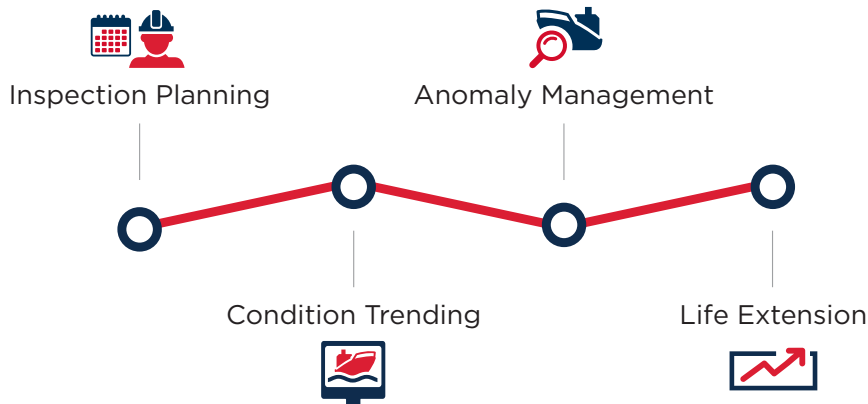 Inspection Planning
Anomaly Management
Condition Trending
Life Extension